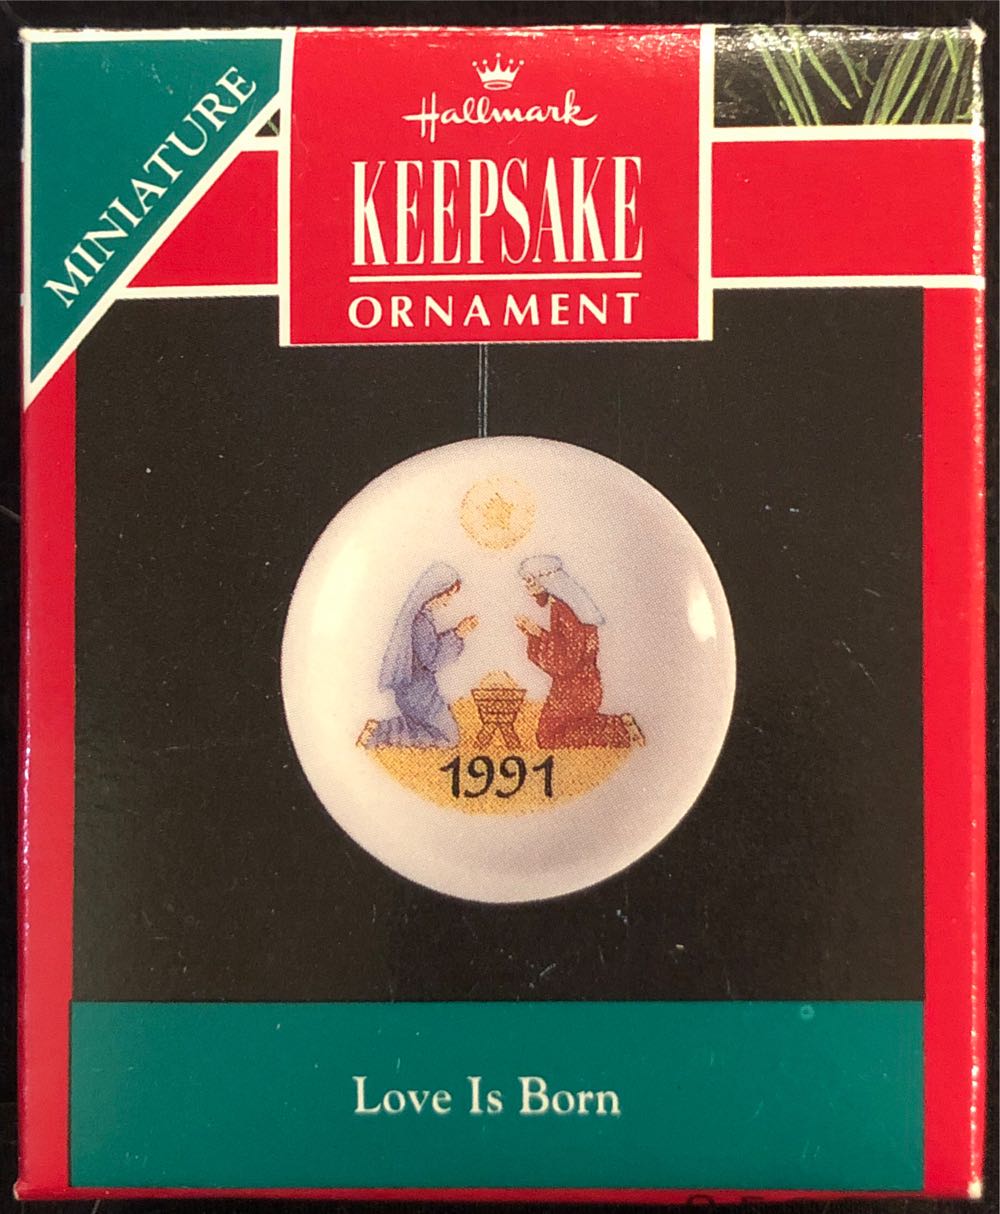 MINIATURE
Hallmark
KEEPSAKE
ORNAMENT
1991
Love Is Born